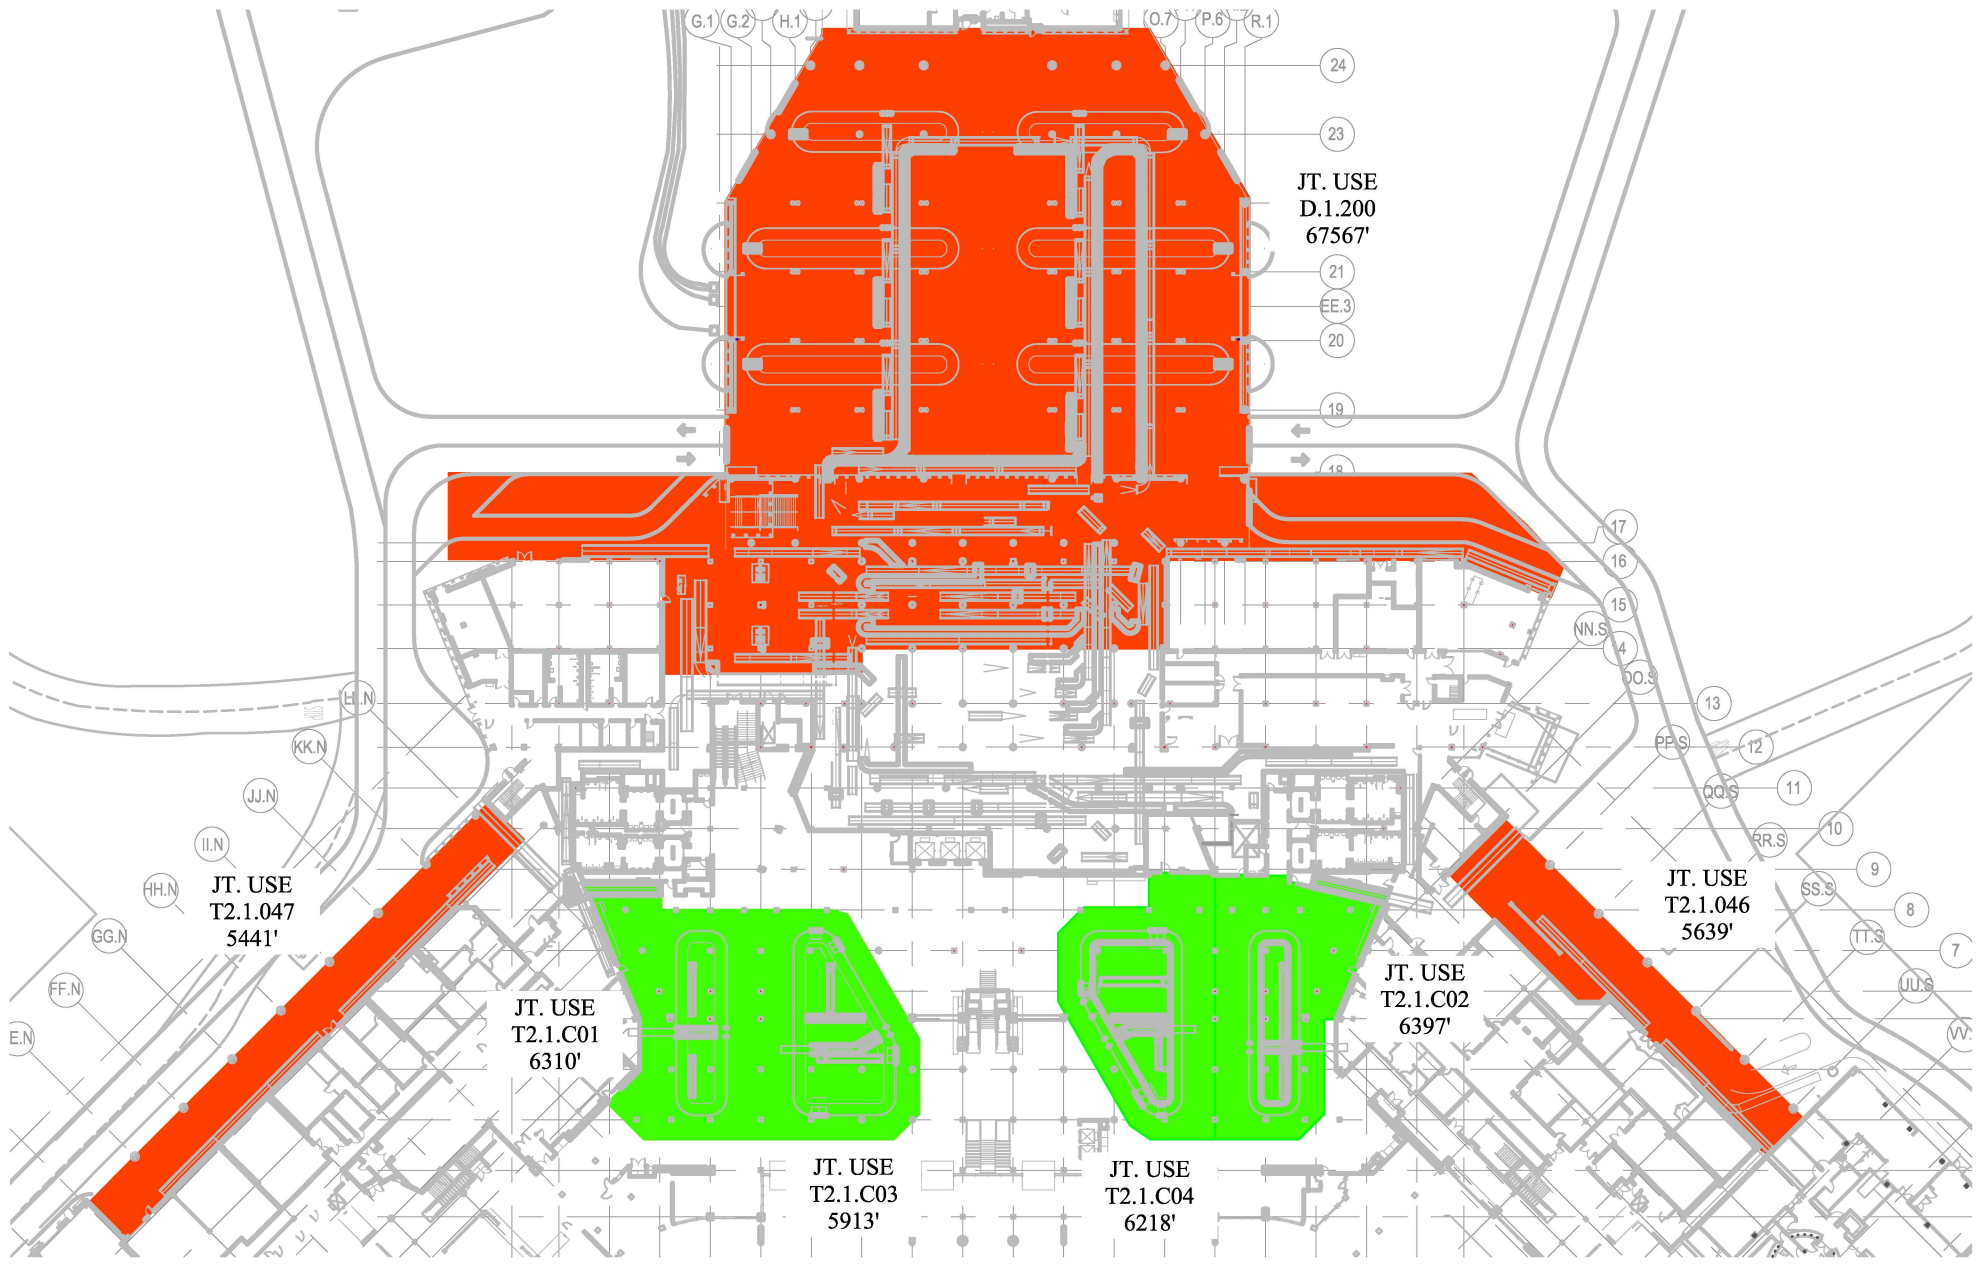 G.1
G.2
H.1
O.7
P.6
R.1
24
23
JT. USE
D.1.200
67567'
21
EE.3
20
19
18
17
16
15
NN.S
4
OO.S
13
LL.N
KK.N
PP.S
12
JJ.N
QQ.S
11
II.N
RR.S
10
HH.N
JT. USE
T2.1.047
5441'
JT. USE
T2.1.046
5639'
9
SS.S
8
GG.N
TT.S
7
FF.N
JT. USE
T2.1.C01
6310'
JT. USE
T2.1.C02
6397'
UU.S
E.N
VV.
JT. USE
T2.1.C03
5913'
JT. USE
T2.1.C04
6218'